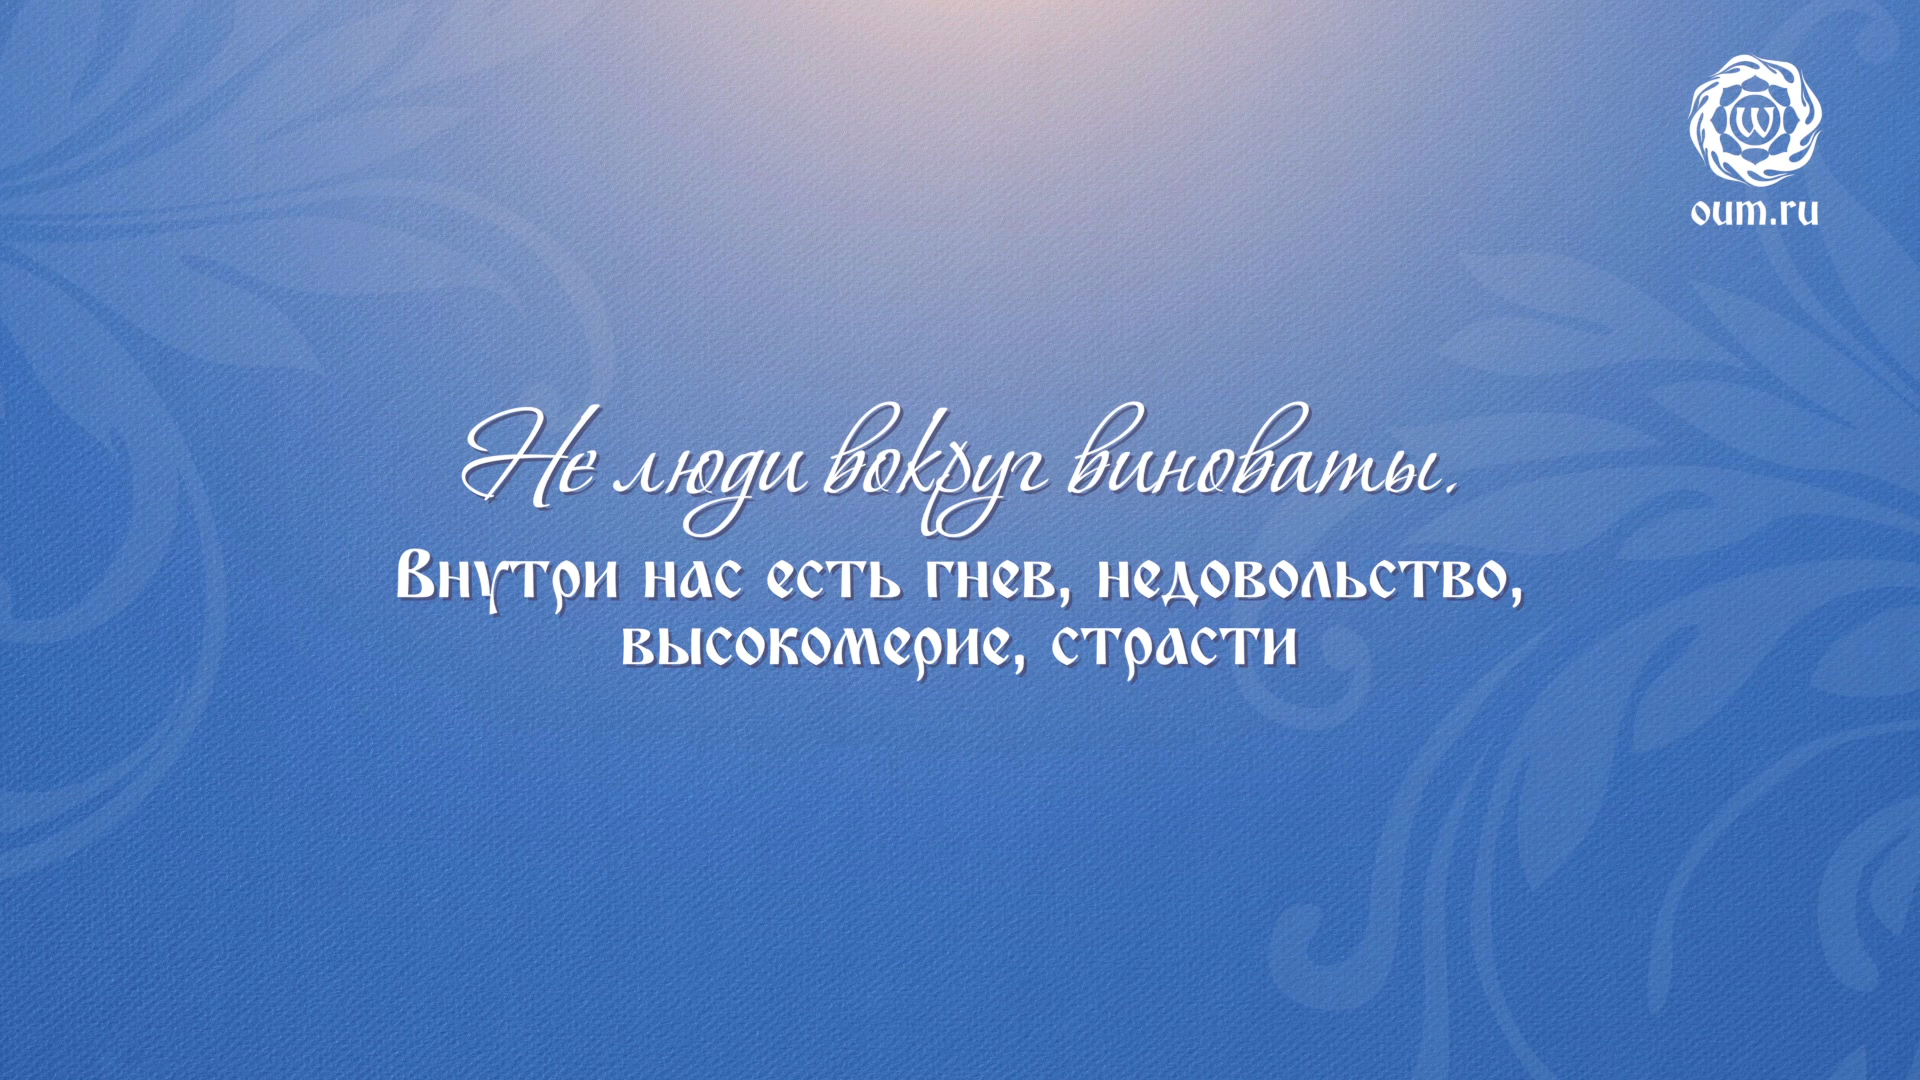 W
oum.ru
Не люди вокруг виноваты.
Внутри нас есть гнев, недовольство,
высокомерие, страсти